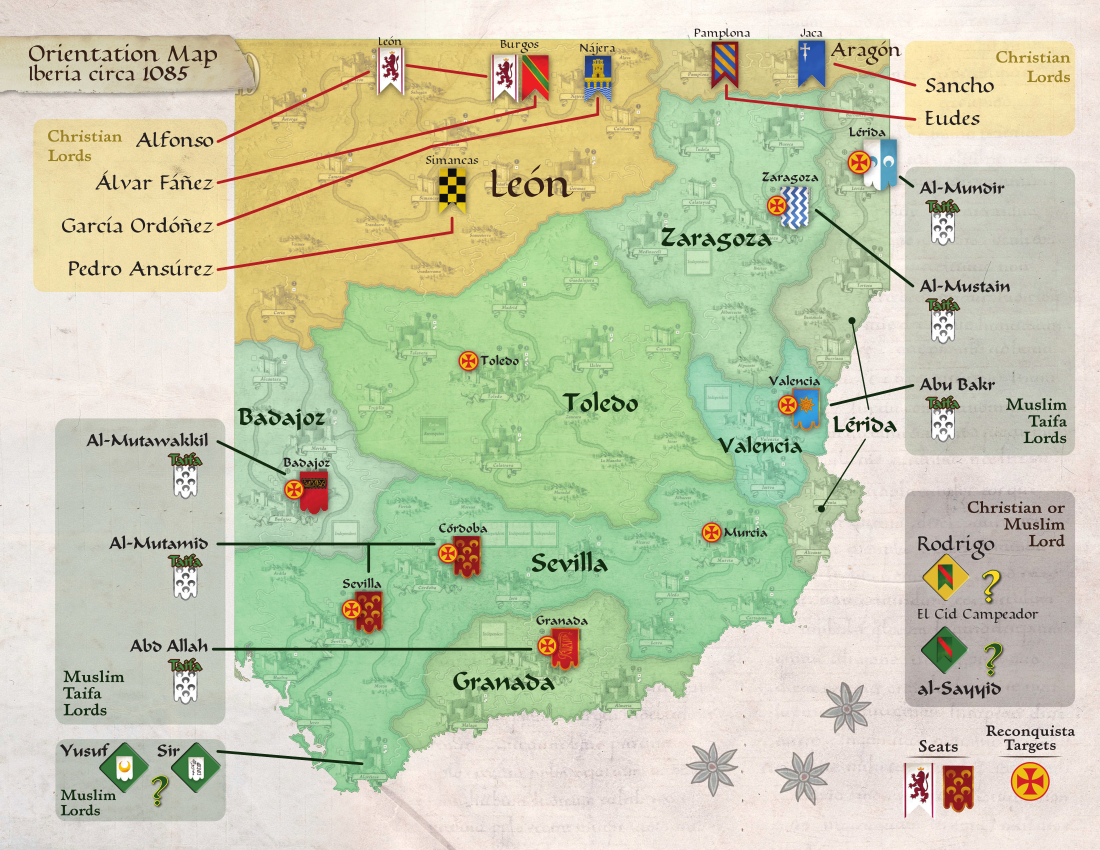 Orientation Map
Iberia circa 1085
León
Burgos
Nájera
Pamplona
Jaca
Aragón
Christian
Lords
Sancho
Eudes
Christian
Lords
Alfonso
Álvar Fáñez
García Ordóñez
Pedro Ansúrez
Simancas
León
Lérida
Zaragoza
Zaragoza
Al-Mundir
Taifa
Al-Mustain
Taifa
Abu Bakr
Taifa
Muslim
Taifa
Lords
Toledo
Toledo
Valencia
Valencia
Lérida
Badajoz
Badajoz
Al-Mutawakkil
Taifa
Al-Mutamid
Taifa
Abd Allah
Taifa
Muslim
Taifa
Lords
Córdoba
Sevilla
Sevilla
Murcia
Granada
Granada
Christian or
Muslim
Lord
Rodrigo
?
El Cid Campeador
?
al-Sayyid
Yusuf
Sir
?
Muslim
Lords
Seats
Reconquista
Targets